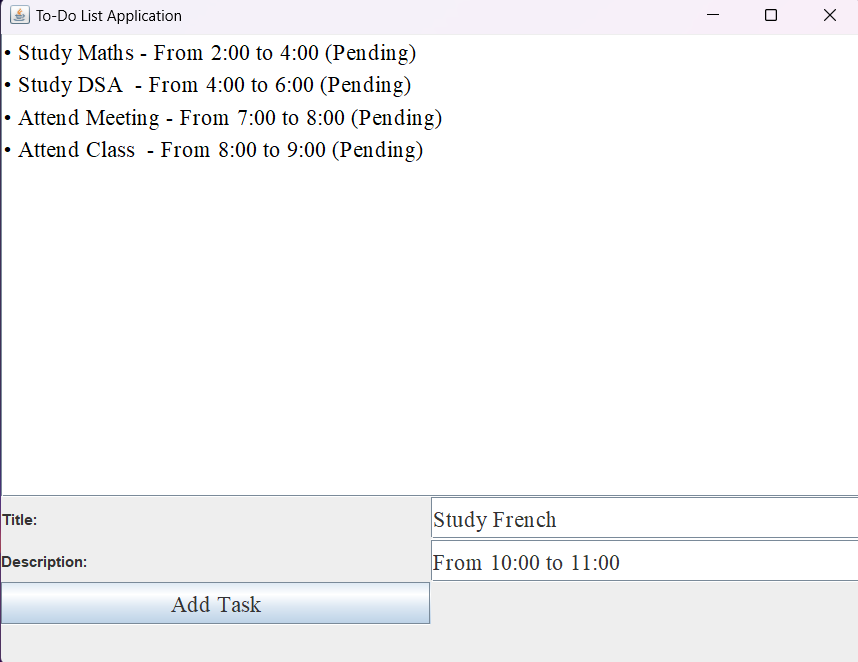 To-Do List Application
• Study Maths - From 2:00 to 4:00 (Pending)
• Study DSA  - From 4:00 to 6:00 (Pending)
• Attend Meeting - From 7:00 to 8:00 (Pending)
• Attend Class  - From 8:00 to 9:00 (Pending)
Title:
Study French
Description:
From 10:00 to 11:00
Add Task